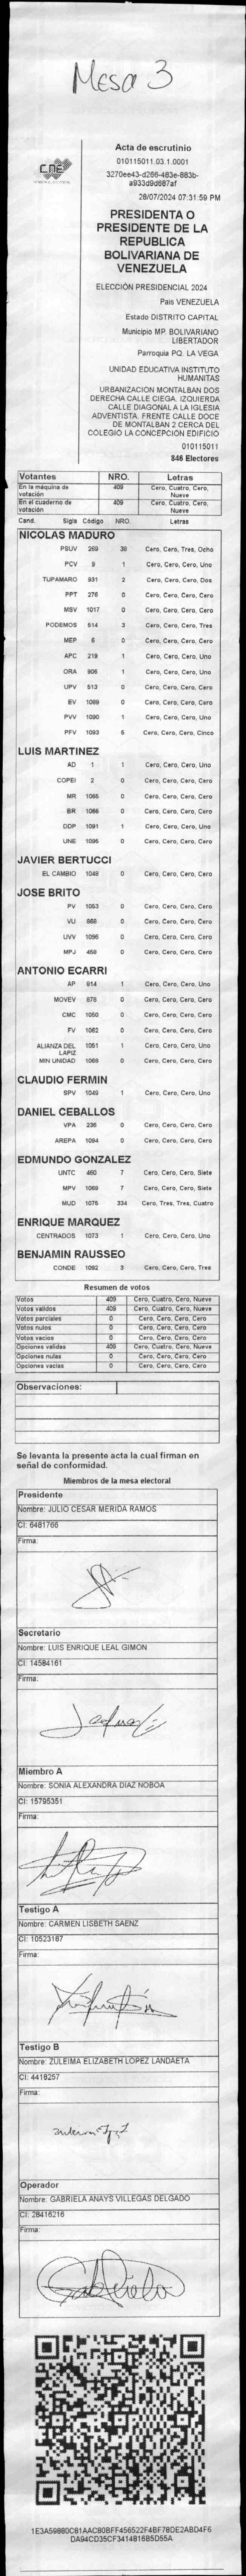 Mesa 3
CNE
Acta de escrutinio
010115011.03.1.0001
3270ee43-d266-483e-883b-
a933d9d687af
28/07/2024 07:31:59 PM
PRESIDENTA O
PRESIDENTE DE LA
REPUBLICA
BOLIVARIANA DE
VENEZUELA
ELECCIÓN PRESIDENCIAL 2024
Pais VENEZUELA
Estado DISTRITO CAPITAL
Municipio MP. BOLIVARIANO
LIBERTADOR
Parroquia PQ. LA VEGA
UNIDAD EDUCATIVA INSTITUTO
HUMANITAS
URBANIZACION MONTALBAN DOS
DERECHA CALLE CIEGA. IZQUIERDA
CALLE DIAGONAL A LA IGLESIA
ADVENTISTA. FRENTE CALLE DOCE
DE MONTALBAN 2 CERCA DEL
COLEGIO LA CONCEPCION EDIFICIO
010115011
846 Electores
Votantes NRO. Letras
En la máquina de votación 409 Cero, Cuatro, Cero, Nueve
En el cuaderno de votación 409 Cero, Cuatro, Cero, Nueve
Cand. Sigla Código NRO. Letras
NICOLAS MADURO
PSUV 269 38 Cero, Cero, Tres, Ocho
PCV 9 1 Cero, Cero, Cero, Uno
TUPAMARO 931 2 Cero, Cero, Cero, Dos
PPT 276 0 Cero, Cero, Cero, Cero
MSV 1017 0 Cero, Cero, Cero, Cero
PODEMOS 514 3 Cero, Cero, Cero, Tres
MEP 6 0 Cero, Cero, Cero, Cero
APC 219 1 Cero, Cero, Cero, Uno
ORA 906 1 Cero, Cero, Cero, Uno
UPV 513 0 Cero, Cero, Cero, Cero
EV 1089 0 Cero, Cero, Cero, Cero
PVV 1090 1 Cero, Cero, Cero, Uno
PFV 1093 5 Cero, Cero, Cero, Cinco
LUIS MARTINEZ
AD 1 1 Cero, Cero, Cero, Uno
COPEI 2 0 Cero, Cero, Cero, Cero
MR 1065 0 Cero, Cero, Cero, Cero
BR 1066 0 Cero, Cero, Cero, Cero
DDP 1091 1 Cero, Cero, Cero, Uno
UNE 1095 0 Cero, Cero, Cero, Cero
JAVIER BERTUCCI
EL CAMBIO 1048 0 Cero, Cero, Cero, Cero
JOSE BRITO
PV 1053 0 Cero, Cero, Cero, Cero
VU 868 0 Cero, Cero, Cero, Cero
UVV 1096 0 Cero, Cero, Cero, Cero
MPJ 458 0 Cero, Cero, Cero, Cero
ANTONIO ECARRI
AP 914 1 Cero, Cero, Cero, Uno
MOVEV 878 0 Cero, Cero, Cero, Cero
CMC 1050 0 Cero, Cero, Cero, Cero
FV 1062 0 Cero, Cero, Cero, Cero
ALIANZA DEL LAPIZ 1051 1 Cero, Cero, Cero, Uno
MIN UNIDAD 1068 0 Cero, Cero, Cero, Cero
CLAUDIO FERMIN
SPV 1049 1 Cero, Cero, Cero, Uno
DANIEL CEBALLOS
VPA 236 0 Cero, Cero, Cero, Cero
AREPA 1094 0 Cero, Cero, Cero, Cero
EDMUNDO GONZALEZ
UNTC 460 7 Cero, Cero, Cero, Siete
MPV 1069 7 Cero, Cero, Cero, Siete
MUD 1075 334 Cero, Tres, Tres, Cuatro
ENRIQUE MARQUEZ
CENTRADOS 1073 1 Cero, Cero, Cero, Uno
BENJAMIN RAUSSEO
CONDE 1092 3 Cero, Cero, Cero, Tres
Resumen de votos
Votos 409 Cero, Cuatro, Cero, Nueve
Votos validos 409 Cero, Cuatro, Cero, Nueve
Votos parciales 0 Cero, Cero, Cero, Cero
Votos nulos 0 Cero, Cero, Cero, Cero
Votos vacios 0 Cero, Cero, Cero, Cero
Opciones validas 409 Cero, Cuatro, Cero, Nueve
Opciones nulas 0 Cero, Cero, Cero, Cero
Opciones vacias 0 Cero, Cero, Cero, Cero
Observaciones:
Se levanta la presente acta la cual firman en
señal de conformidad.
Miembros de la mesa electoral
Presidente
Nombre: JULIO CESAR MERIDA RAMOS
CI: 6481766
Firma:
Secretario
Nombre: LUIS ENRIQUE LEAL GIMON
CI: 14584161
Firma:
Miembro A
Nombre: SONIA ALEXANDRA DIAZ NOBOA
CI: 15795351
Firma:
Testigo A
Nombre: CARMEN LISBETH SAENZ
CI: 10523187
Firma:
Testigo B
Nombre: ZULEIMA ELIZABETH LOPEZ LANDAETA
CI: 4418257
Firma:
Operador
Nombre: GABRIELA ANAYS VILLEGAS DELGADO
CI: 28416216
Firma:
Gabriela
1E3A59880C81AAC80BFF456522F4BF78DE2ABD4F6
DA94CD35CF3414816B5D55A